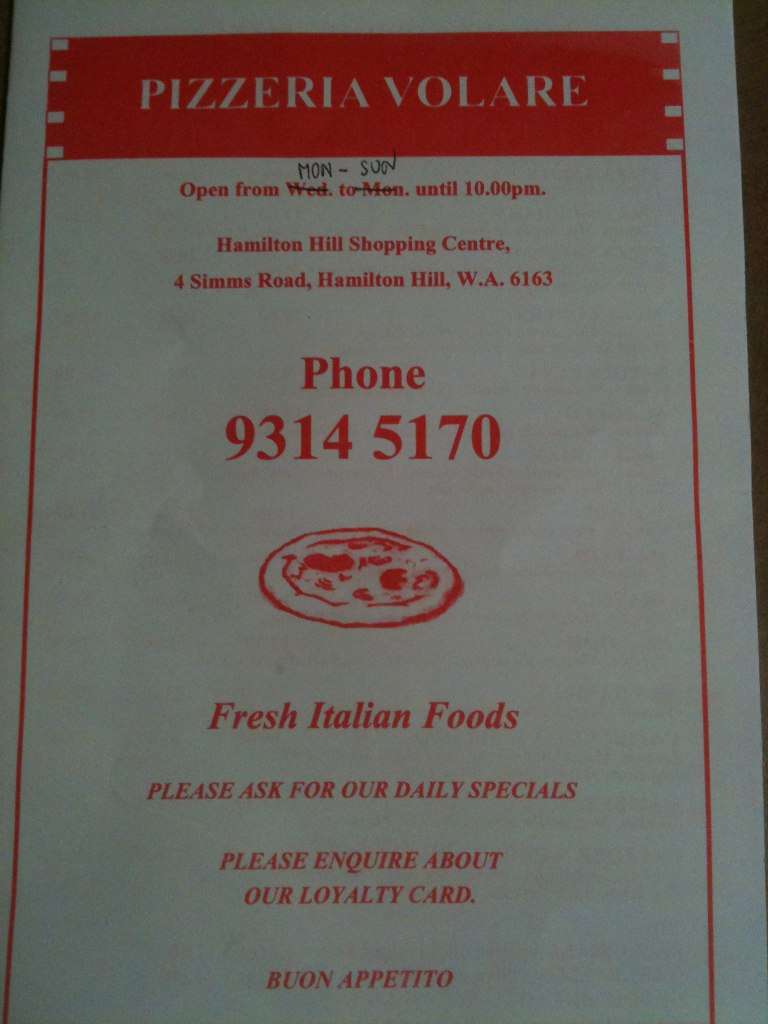 PIZZERIA VOLARE
MON - SUN
Open from Wed. to Mon. until 10.00pm.
Hamilton Hill Shopping Centre,
4 Simms Road, Hamilton Hill, W.A. 6163
Phone
9314 5170
Fresh Italian Foods
PLEASE ASK FOR OUR DAILY SPECIALS
PLEASE ENQUIRE ABOUT
OUR LOYALTY CARD.
BUON APPETITO